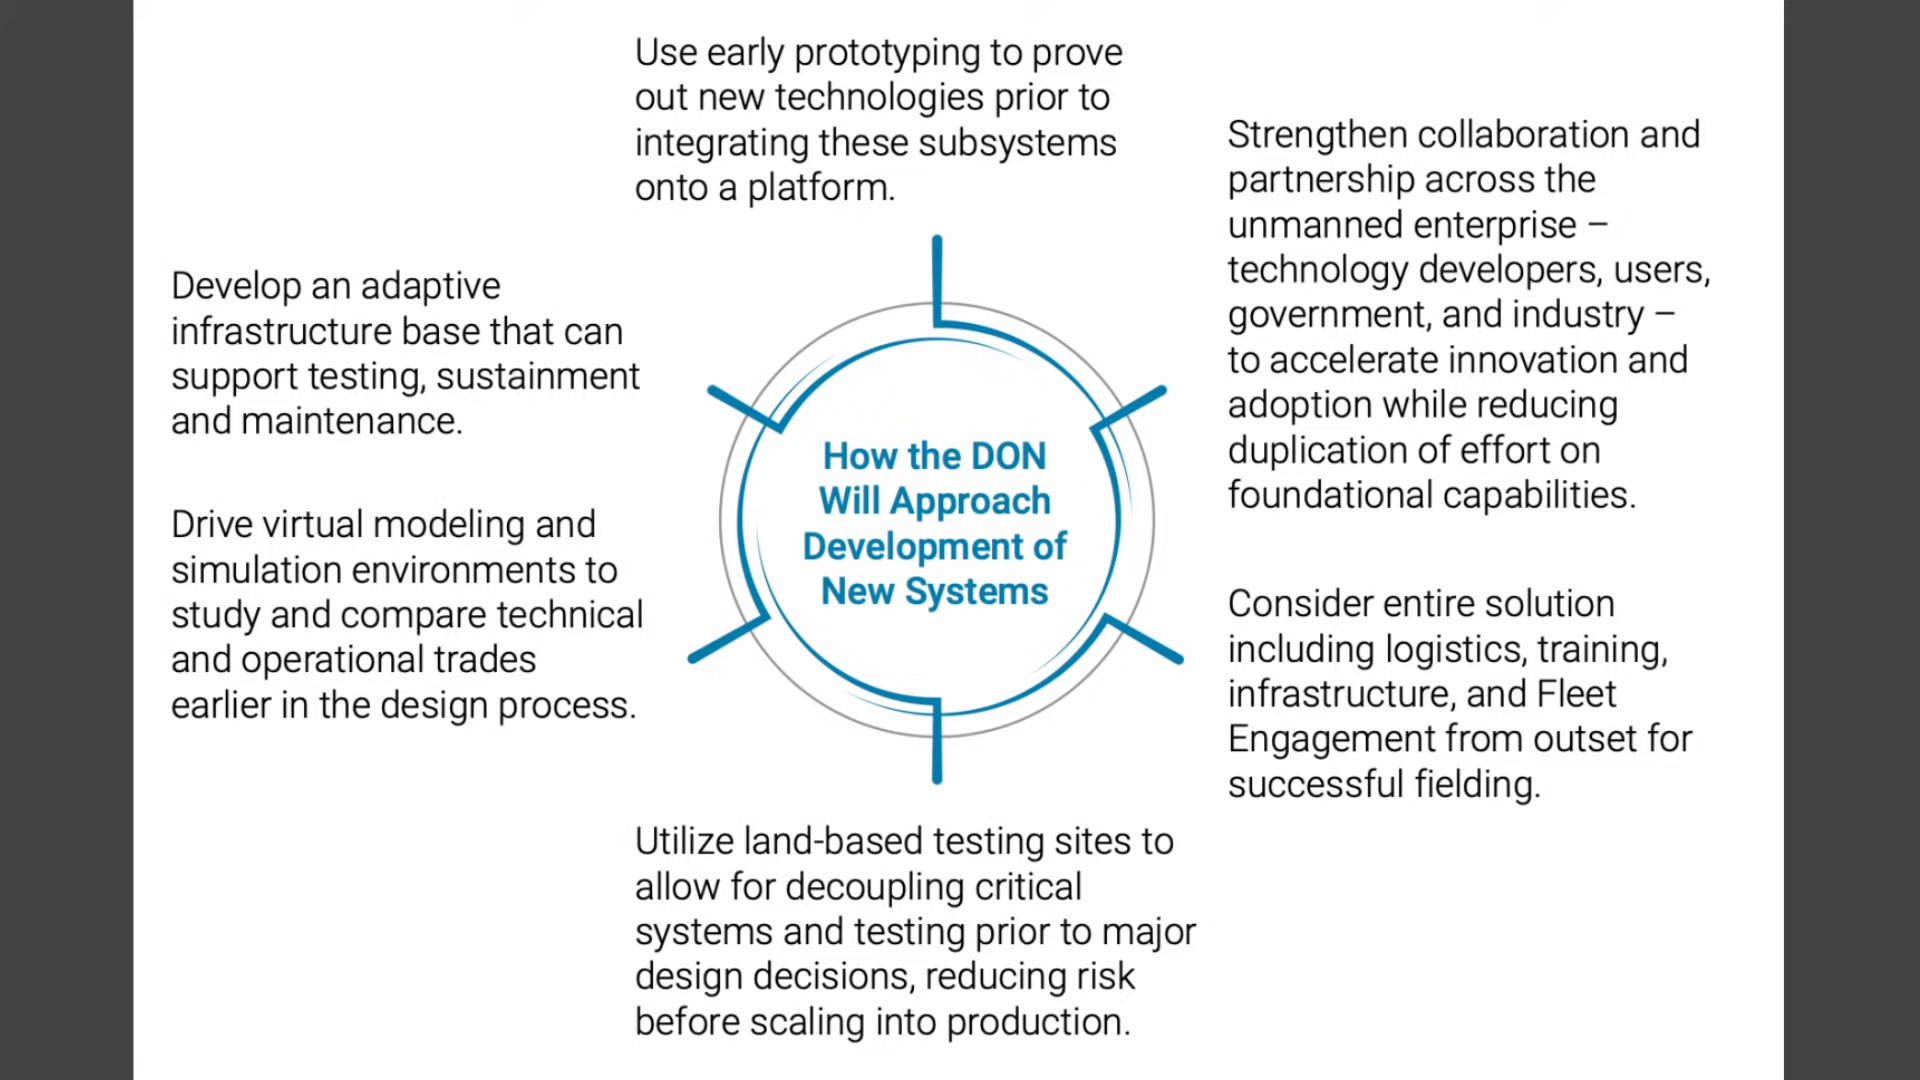 Use early prototyping to prove
out new technologies prior to
integrating these subsystems
onto a platform.
Strengthen collaboration and
partnership across the
unmanned enterprise –
technology developers, users,
government, and industry –
to accelerate innovation and
adoption while reducing
duplication of effort on
foundational capabilities.
Consider entire solution
including logistics, training,
infrastructure, and Fleet
Engagement from outset for
successful fielding.
Utilize land-based testing sites to
allow for decoupling critical
systems and testing prior to major
design decisions, reducing risk
before scaling into production.
Drive virtual modeling and
simulation environments to
study and compare technical
and operational trades
earlier in the design process.
Develop an adaptive
infrastructure base that can
support testing, sustainment
and maintenance.
How the DON
Will Approach
Development of
New Systems